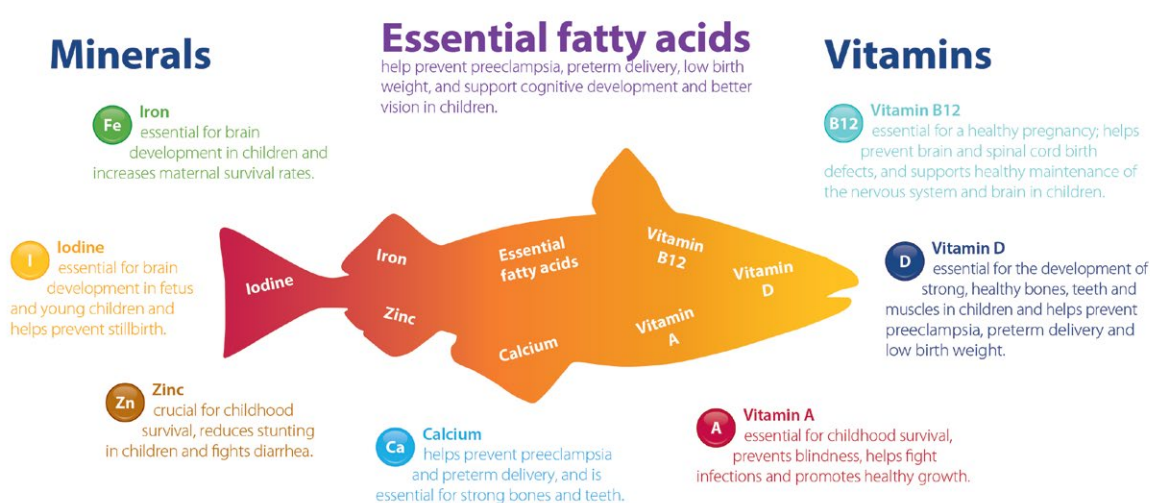 Minerals
Essential fatty acids
help prevent preeclampsia, preterm delivery, low birth
weight, and support cognitive development and better
vision in children.
Vitamins
Fe
Iron
essential for brain
development in children and
increases maternal survival rates.
B12
Vitamin B12
essential for a healthy pregnancy; helps
prevent brain and spinal cord birth
defects, and supports healthy maintenance of
the nervous system and brain in children.
I
Iodine
essential for brain
development in fetus
and young children and
helps prevent stillbirth.
Iodine
Iron
Zinc
Essential
fatty acids
Calcium
Vitamin
B12
Vitamin
A
Vitamin
D
D
Vitamin D
essential for the development of
strong, healthy bones, teeth and
muscles in children and helps prevent
preeclampsia, preterm delivery and
low birth weight.
Zn
Zinc
crucial for childhood
survival, reduces stunting
in children and fights diarrhea.
Ca
Calcium
helps prevent preeclampsia
and preterm delivery, and is
essential for strong bones and teeth.
A
Vitamin A
essential for childhood survival,
prevents blindness, helps fight
infections and promotes healthy growth.